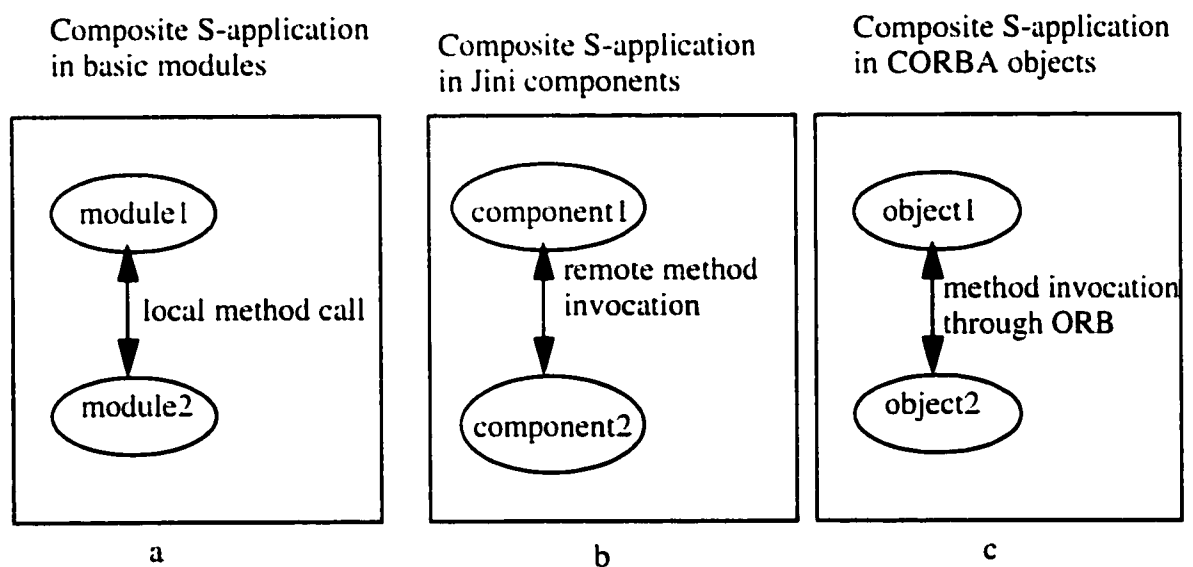 Composite S-application
in basic modules
Composite S-application
in Jini components
Composite S-application
in CORBA objects
module1
local method call
module2
a
component1
remote method
invocation
component2
b
object1
method invocation
through ORB
object2
c